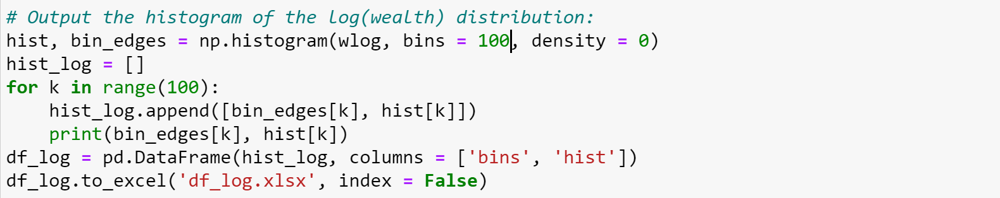 # Output the histogram of the log(wealth) distribution:
hist, bin_edges = np.histogram(wlog, bins = 100, density = 0)
hist_log = []
for k in range(100):
    hist_log.append([bin_edges[k], hist[k]])
    print(bin_edges[k], hist[k])
df_log = pd.DataFrame(hist_log, columns = ['bins', 'hist'])
df_log.to_excel('df_log.xlsx', index = False)